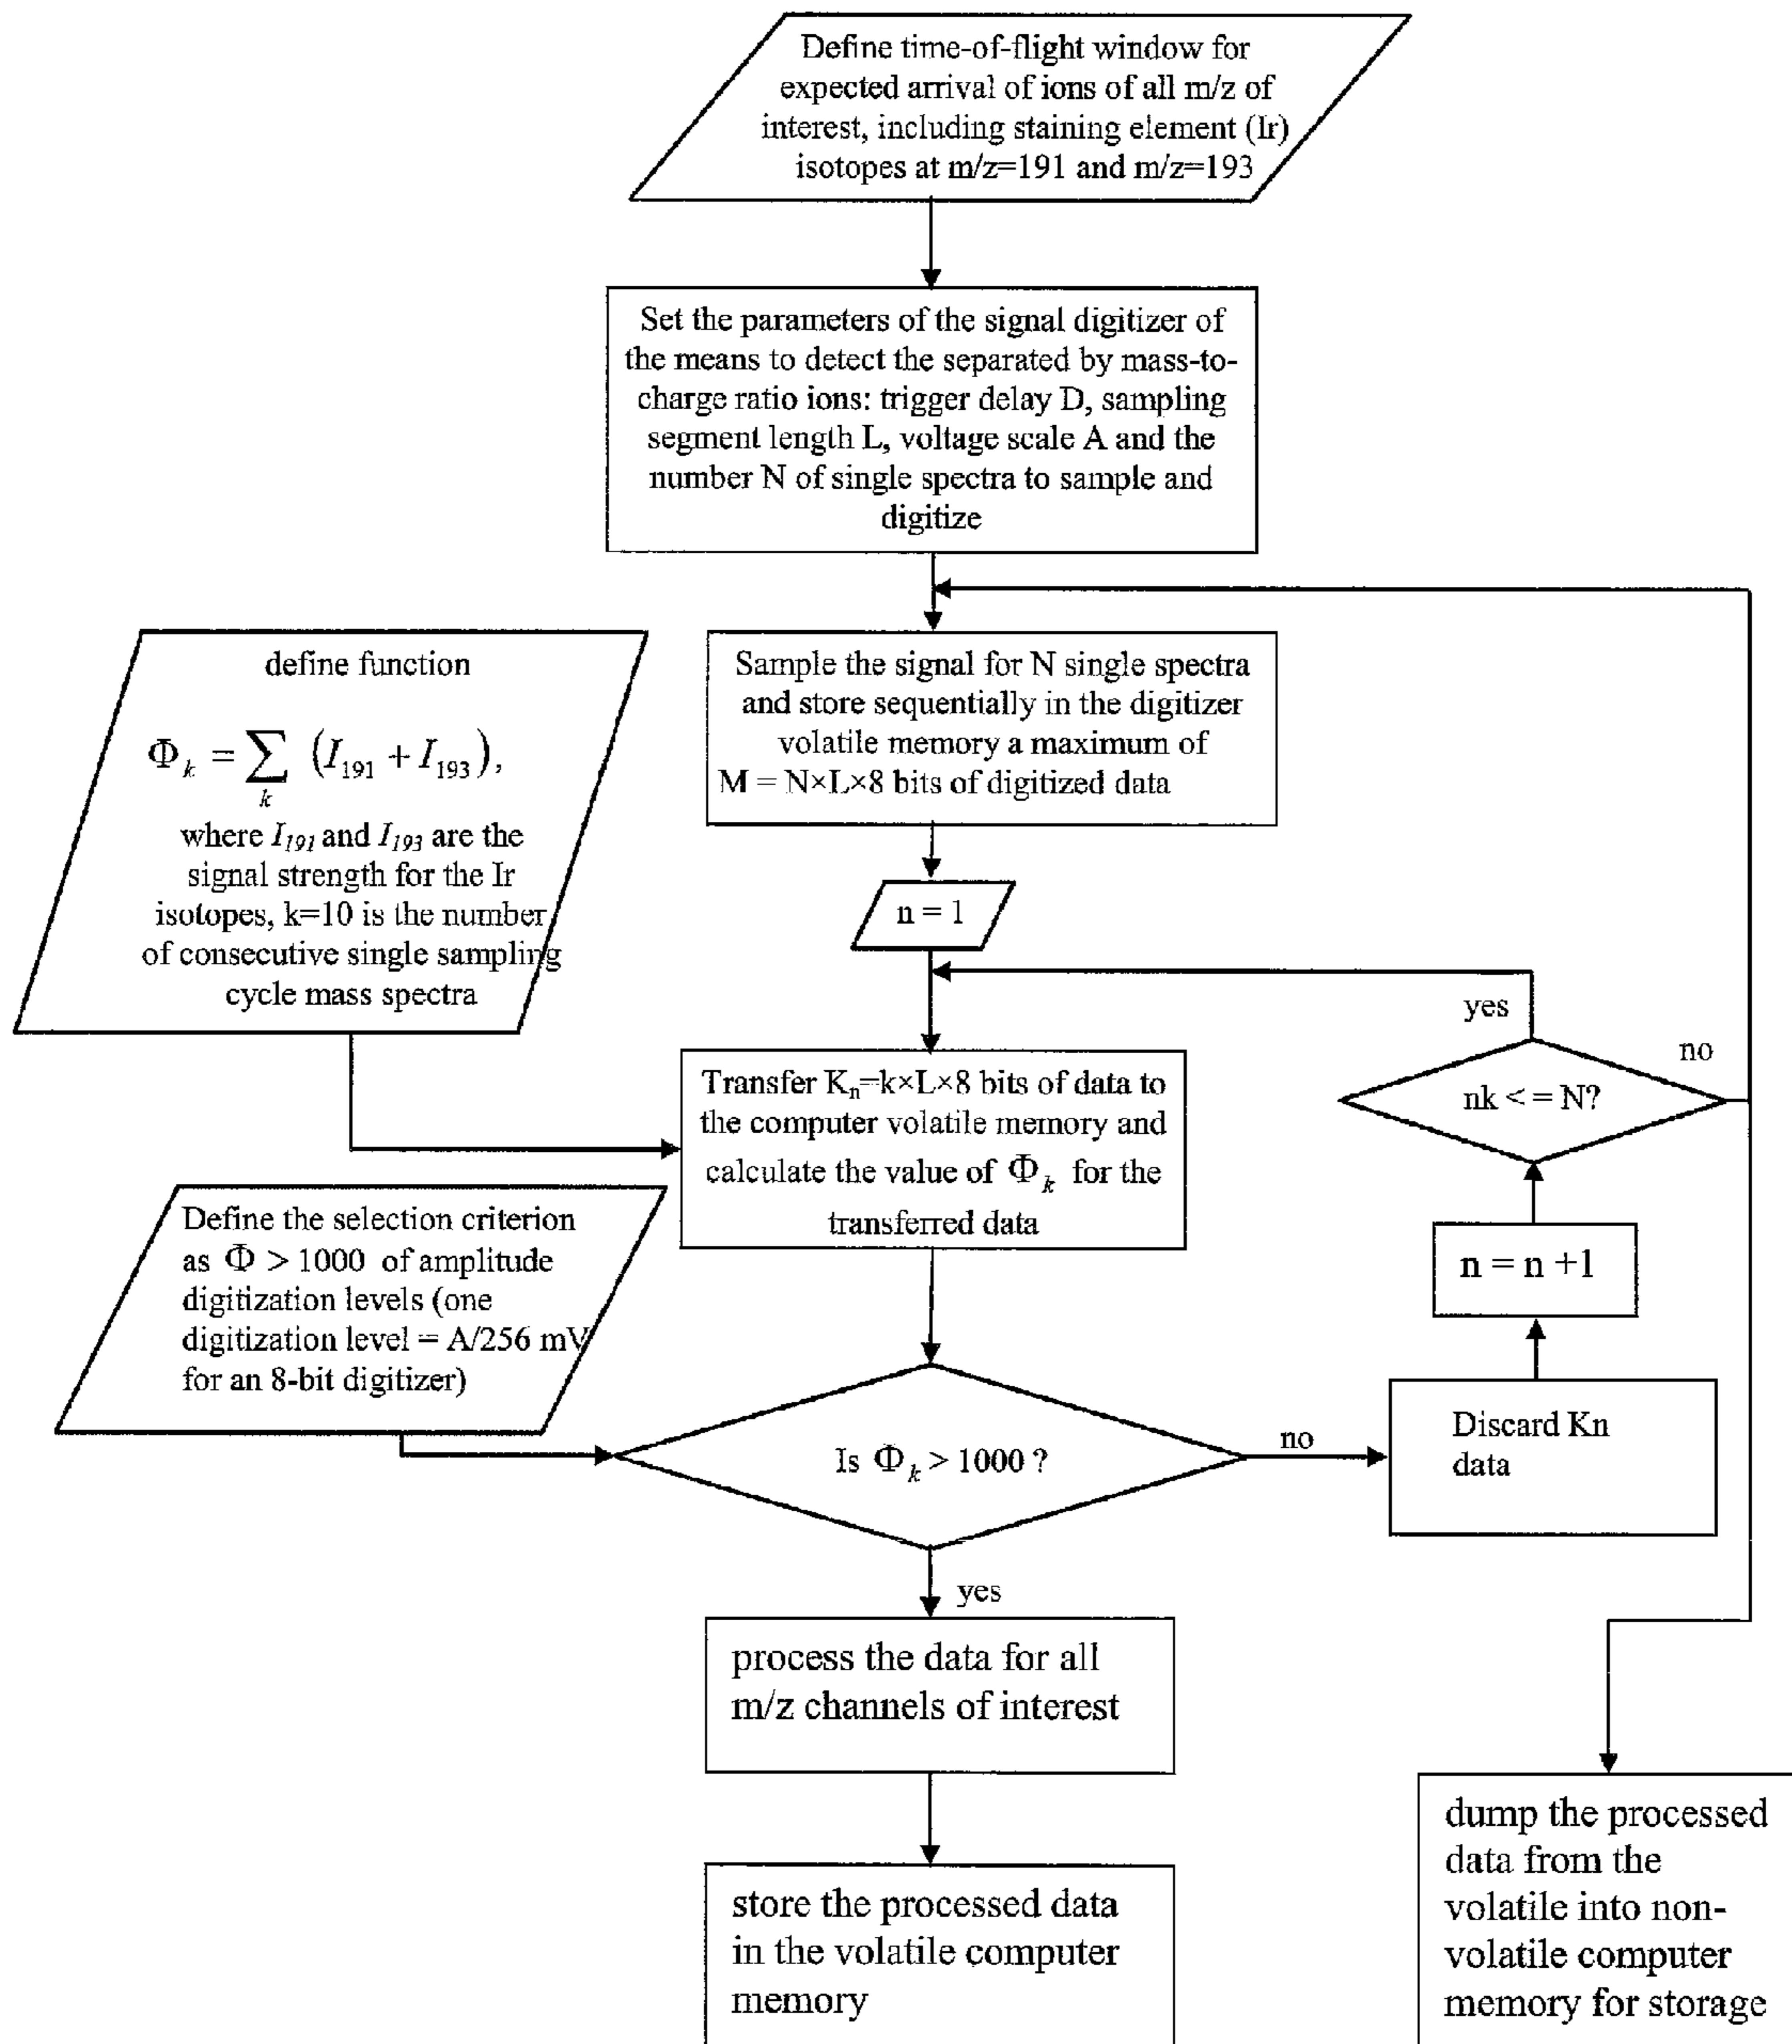 Define time-of-flight window for
expected arrival of ions of all m/z of
interest, including staining element (Ir)
isotopes at m/z=191 and m/z=193
Set the parameters of the signal digitizer of
the means to detect the separated by mass-to-
charge ratio ions: trigger delay D, sampling
segment length L, voltage scale A and the
number N of single spectra to sample and
digitize
define function
Φk = ∑k (I191 + I193),
where I191 and I193 are the
signal strength for the Ir
isotopes, k=10 is the number
of consecutive single sampling
cycle mass spectra
Sample the signal for N single spectra
and store sequentially in the digitizer
volatile memory a maximum of
M = N×L×8 bits of digitized data
n = 1
yes
no
nk < = N?
Transfer Kn=k×L×8 bits of data to
the computer volatile memory and
calculate the value of Φk for the
transferred data
Define the selection criterion
as Φ > 1000 of amplitude
digitization levels (one
digitization level = A/256 mV
for an 8-bit digitizer)
n = n +1
Is Φk > 1000 ?
no
Discard Kn
data
yes
process the data for all
m/z channels of interest
store the processed data
in the volatile computer
memory
dump the processed
data from the
volatile into non-
volatile computer
memory for storage